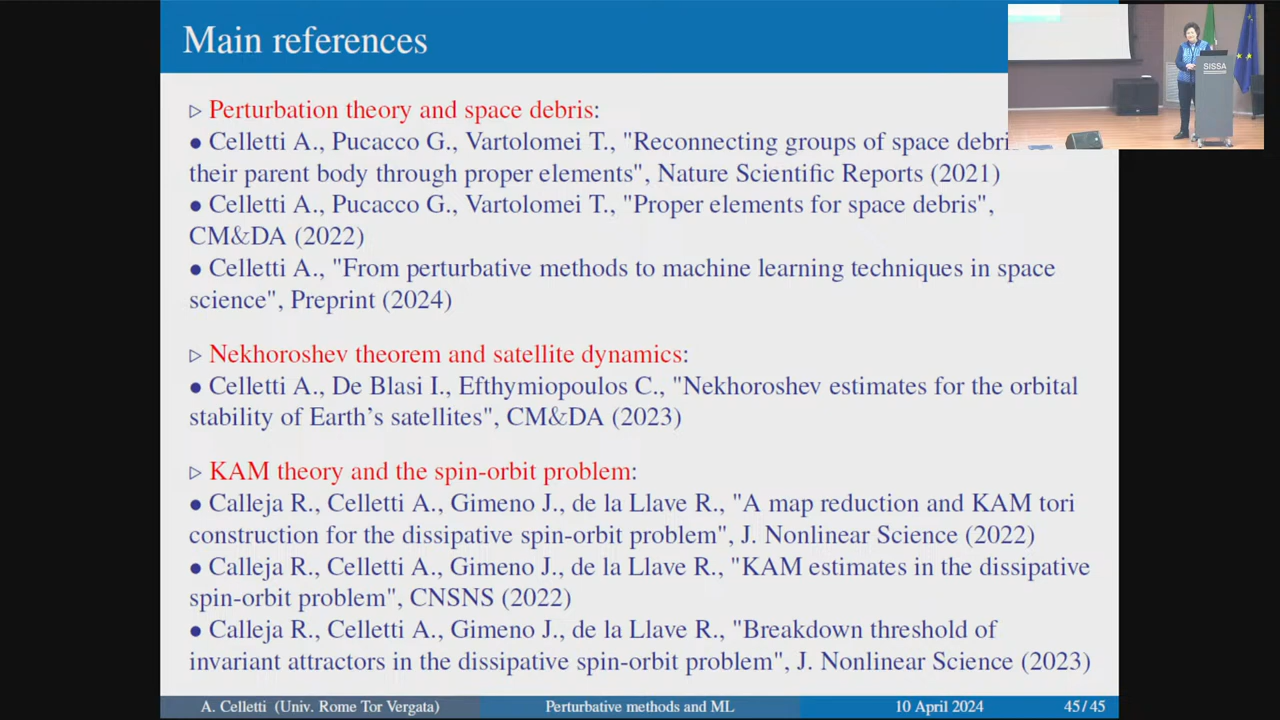 Main references
▷ Perturbation theory and space debris:
● Celletti A., Pucacco G., Vartolomei T., "Reconnecting groups of space debri
their parent body through proper elements", Nature Scientific Reports (2021)
● Celletti A., Pucacco G., Vartolomei T., "Proper elements for space debris",
CM&DA (2022)
● Celletti A., "From perturbative methods to machine learning techniques in space
science", Preprint (2024)
▷ Nekhoroshev theorem and satellite dynamics:
● Celletti A., De Blasi I., Efthymiopoulos C., "Nekhoroshev estimates for the orbital
stability of Earth's satellites", CM&DA (2023)
▷ KAM theory and the spin-orbit problem:
● Calleja R., Celletti A., Gimeno J., de la Llave R., "A map reduction and KAM tori
construction for the dissipative spin-orbit problem", J. Nonlinear Science (2022)
● Calleja R., Celletti A., Gimeno J., de la Llave R., "KAM estimates in the dissipative
spin-orbit problem", CNSNS (2022)
● Calleja R., Celletti A., Gimeno J., de la Llave R., "Breakdown threshold of
invariant attractors in the dissipative spin-orbit problem", J. Nonlinear Science (2023)
A. Celletti (Univ. Rome Tor Vergata) Perturbative methods and ML 10 April 2024 45/45
SISSA